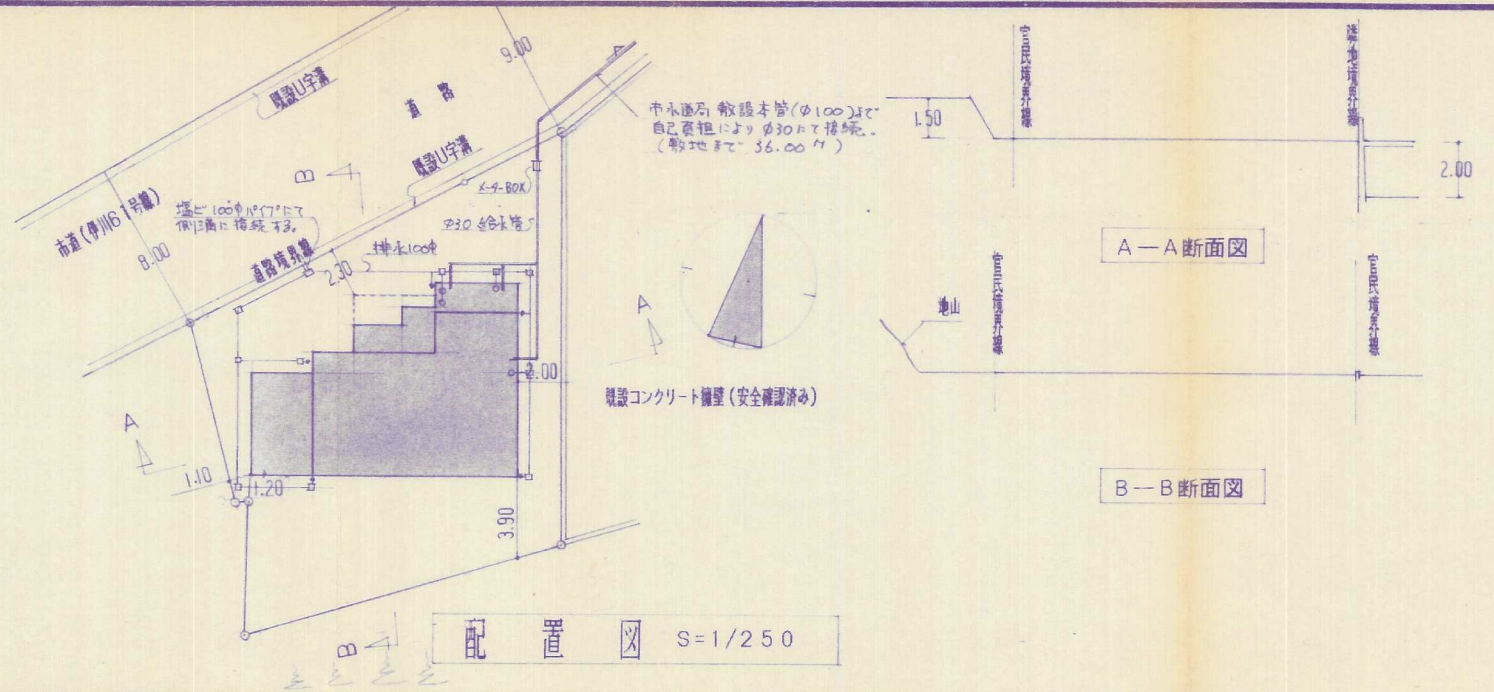 9.00
既設U字溝
道路
既設U字溝
市水道局 敷設本管(φ100)まで
自己負担により φ30にて接続。
(敷地まで 36.00 M)
B
メーターBOX
市道(伊川61号線)
塩ビ 100φパイプにて
側溝に接続する。
φ30 給水管
8.00
道路境界線
排水100φ
2.30
A
2.00
既設コンクリート擁壁(安全確認済み)
A
1.10
1.20
3.90
B
配置図 S=1/250
官民境界線
隣地境界線
1.50
2.00
A—A断面図
官民境界線
官民境界線
地山
B—B断面図